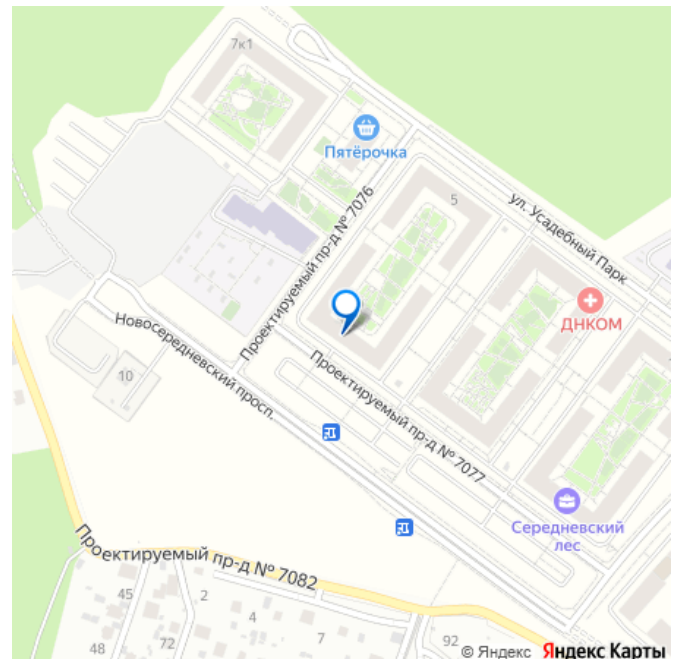 7к1
Пятёрочка
5
ул. Усадебный Парк
Проектируемый пр-д № 7076
ДНКОМ
Новосередневский просп.
10
Проектируемый пр-д № 7077
Середневский
лес
Проектируемый пр-д № 7082
45
2
4
7
48
72
92
© Яндекс Яндекс Карты